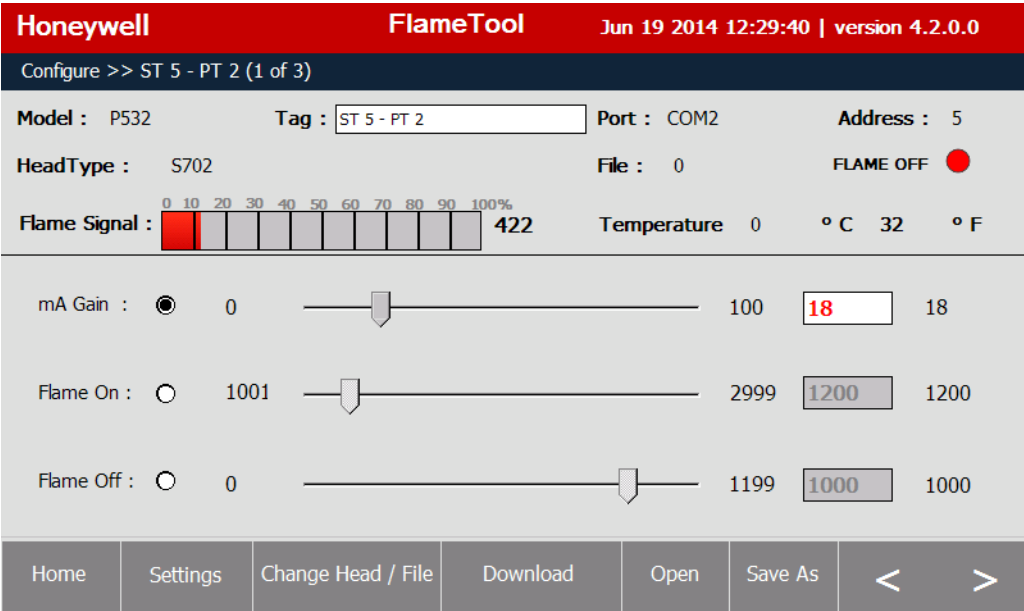 Honeywell FlameTool Jun 19 2014 12:29:40 | version 4.2.0.0
Configure >> ST 5 - PT 2 (1 of 3)
Model : P532 Tag : ST 5 - PT 2 Port : COM2 Address : 5
HeadType : S702 File : 0 FLAME OFF
0 10 20 30 40 50 60 70 80 90 100%
Flame Signal : 422 Temperature 0 º C 32 º F
mA Gain : 0 100 18 18
Flame On : 1001 2999 1200 1200
Flame Off : 0 1199 1000 1000
Home Settings Change Head / File Download Open Save As < >